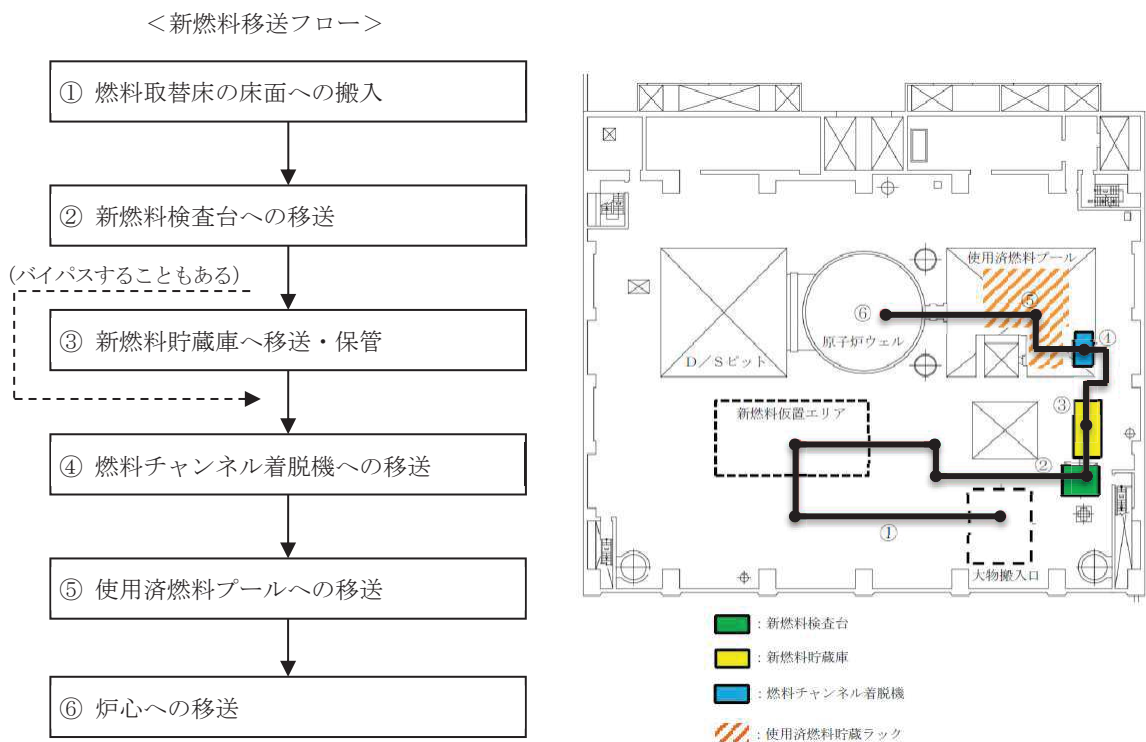 <新燃料移送フロー>
① 燃料取替床の床面への搬入
② 新燃料検査台への移送
(バイパスすることもある)
③ 新燃料貯蔵庫へ移送・保管
④ 燃料チャンネル着脱機への移送
⑤ 使用済燃料プールへの移送
⑥ 炉心への移送
使用済燃料プール
⑤
⑥
④
原子炉ウェル
D/Sピット
新燃料仮置エリア
③
②
①
大物搬入口
:新燃料検査台
:新燃料貯蔵庫
:燃料チャンネル着脱機
:使用済燃料貯蔵ラック